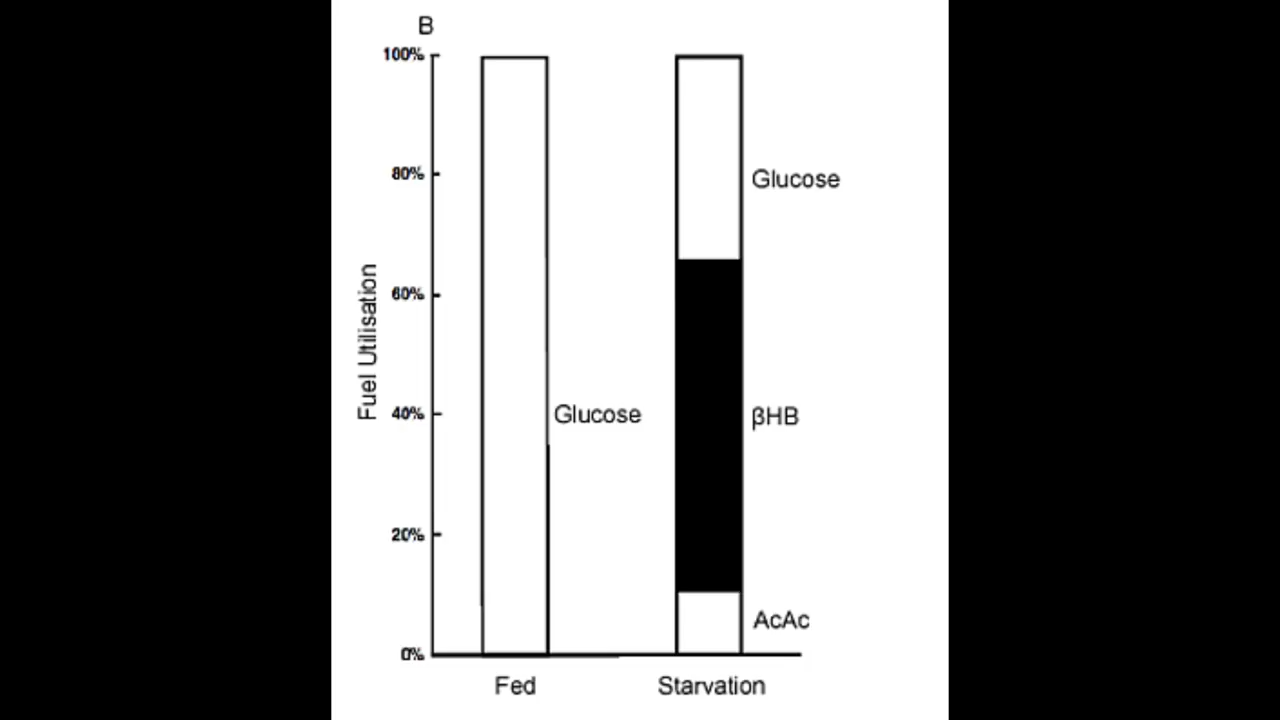 B
100%
80%
60%
40%
20%
0%
Fuel Utilisation
Glucose
Glucose
βHB
AcAc
Fed
Starvation